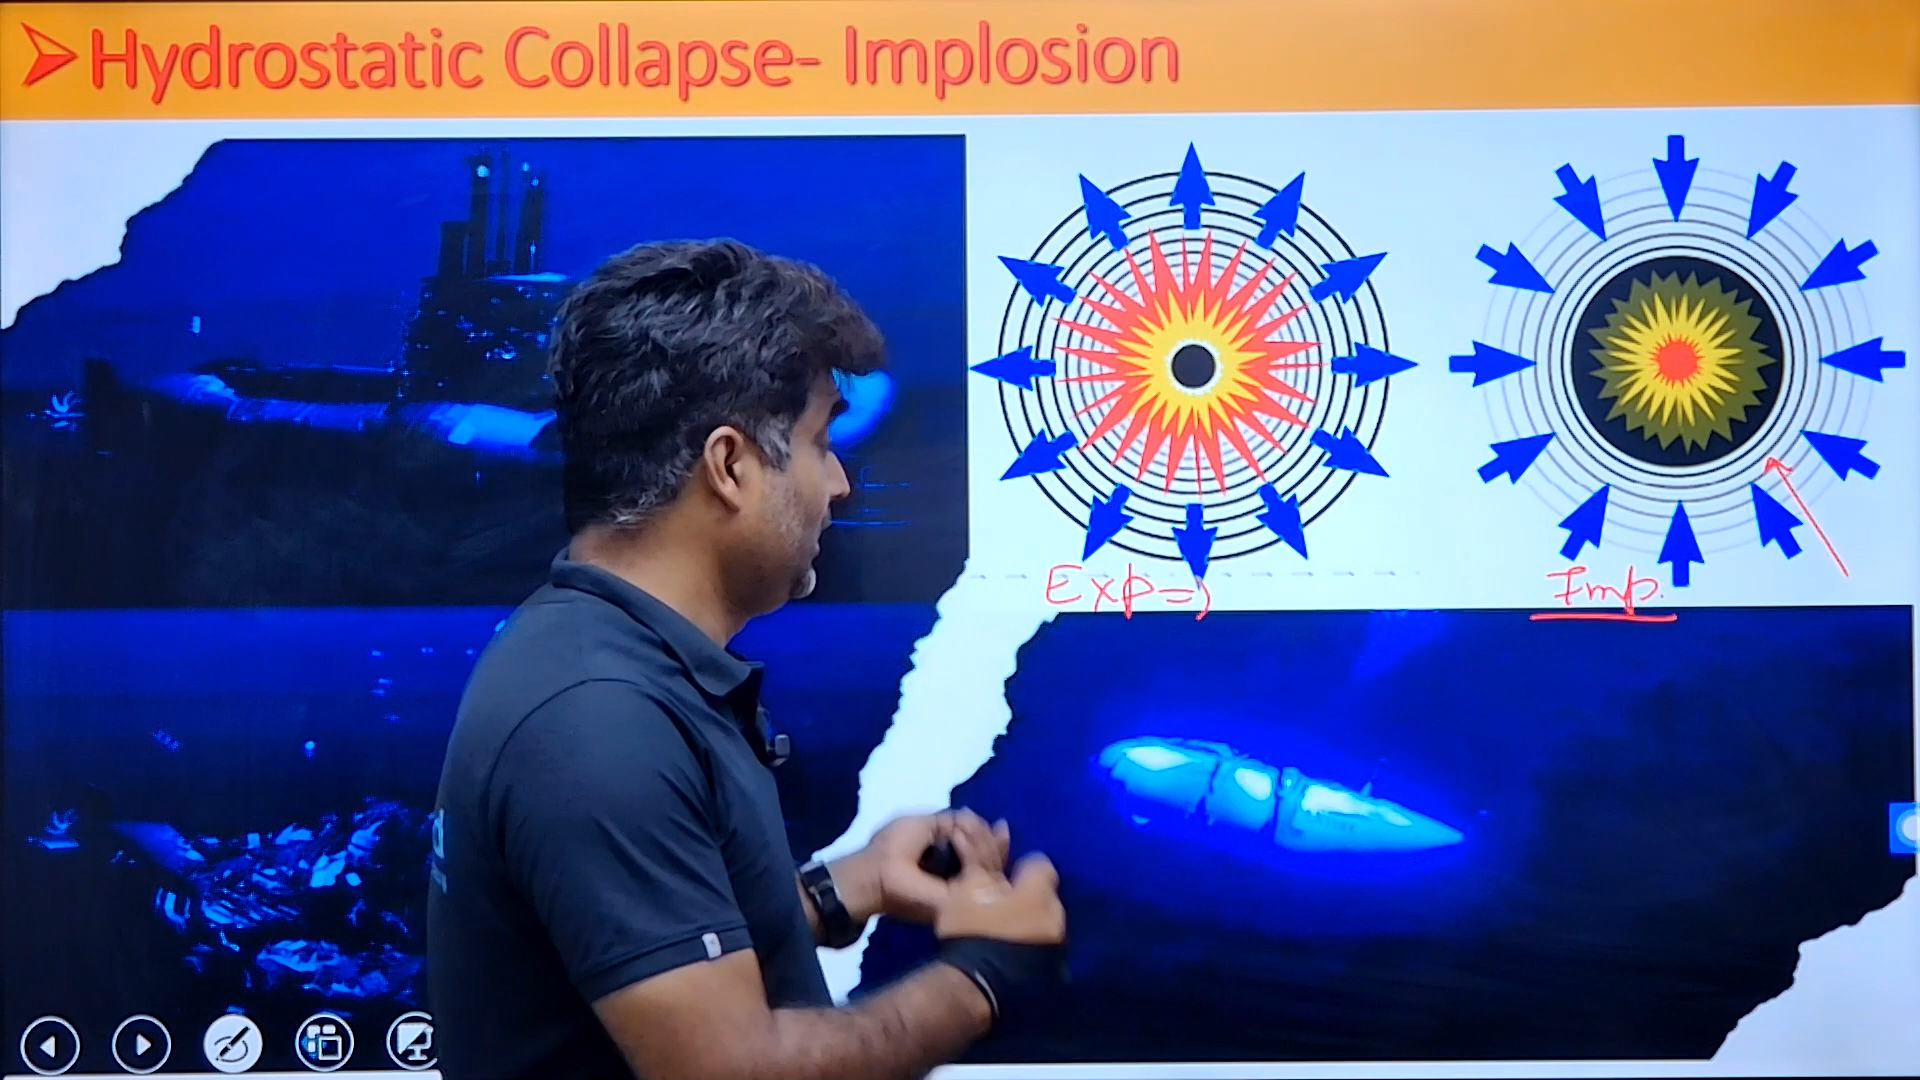 Hydrostatic Collapse- Implosion
Exp⇒
Imp.